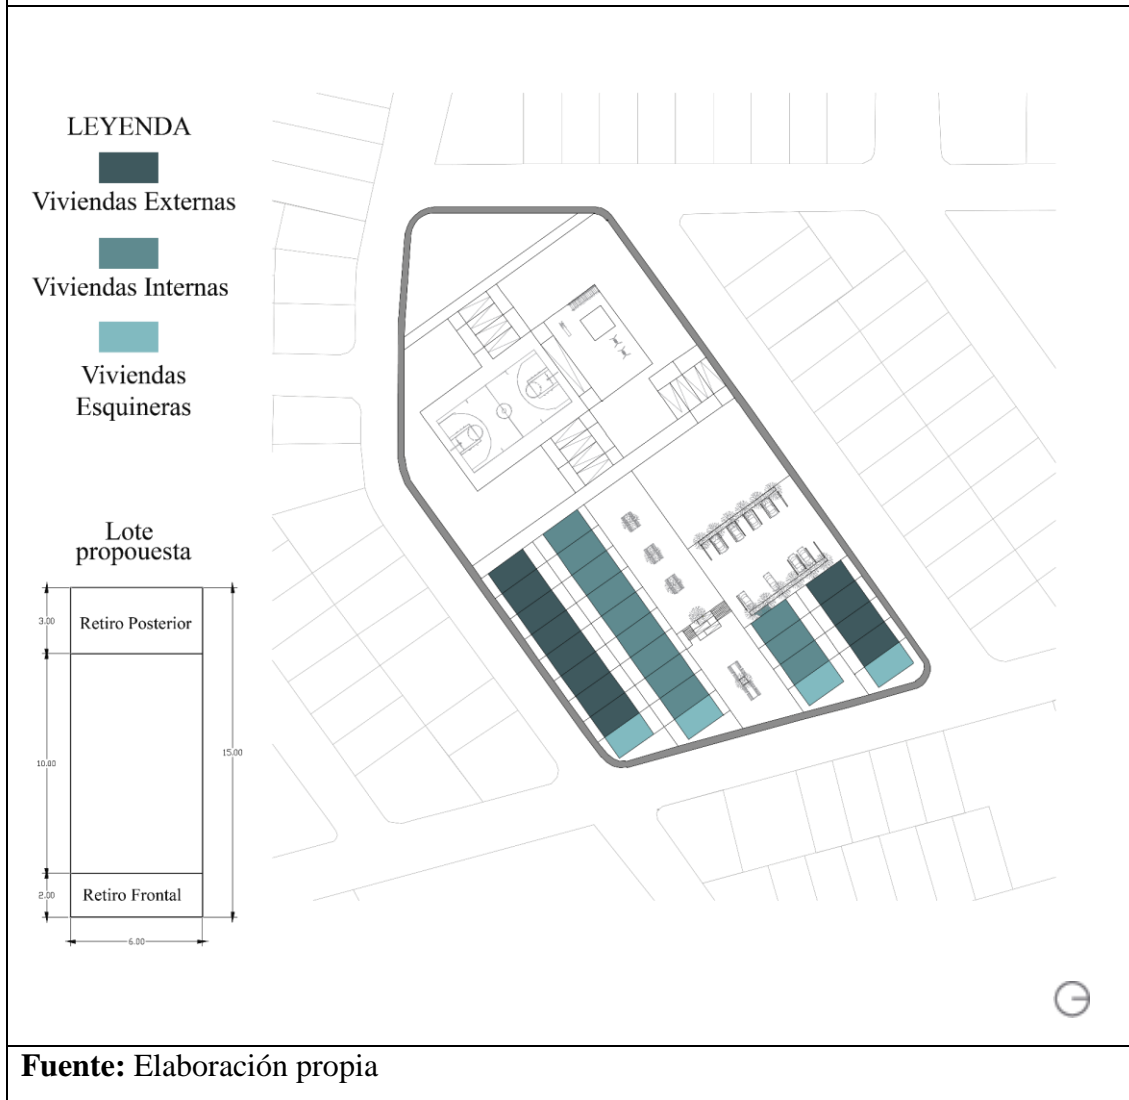 LEYENDA
Viviendas Externas
Viviendas Internas
Viviendas
Esquineras
Lote
propouesta
3.00
Retiro Posterior
10.00
15.00
2.00
Retiro Frontal
6.00
Fuente: Elaboración propia